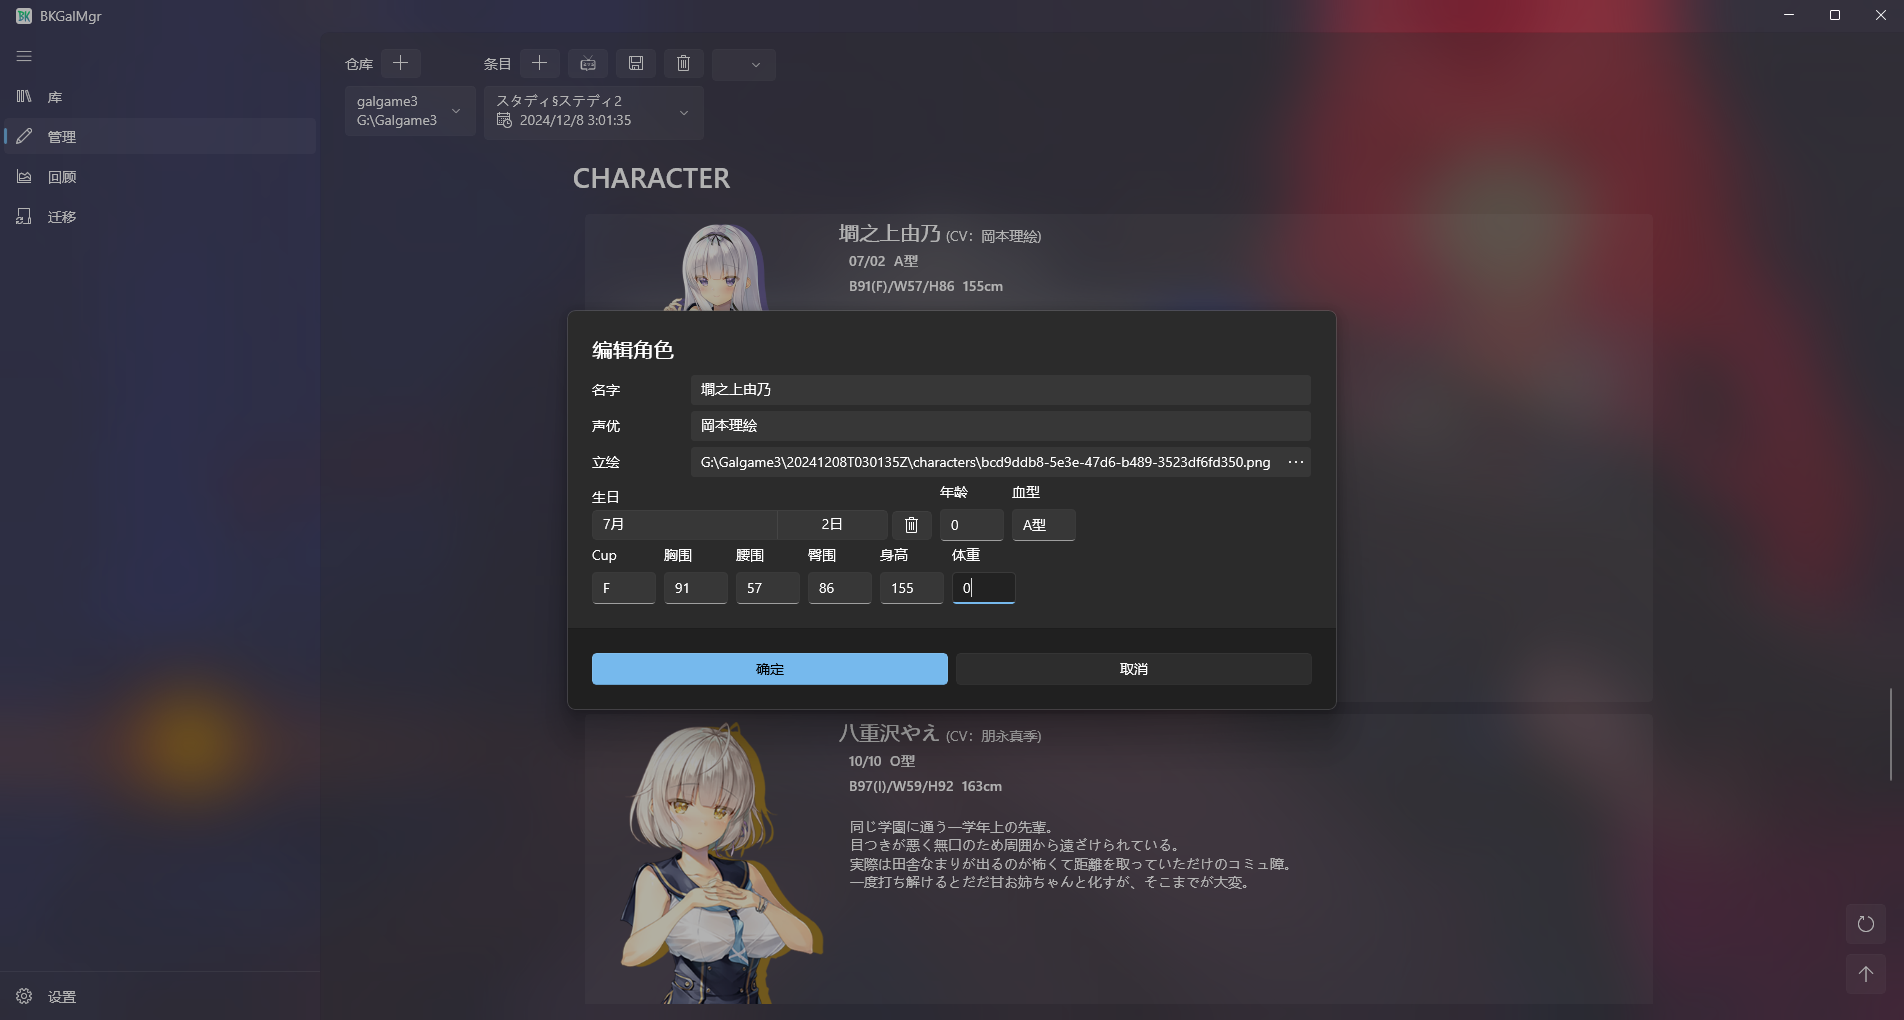 BKGalMgr
库
管理
回顾
迁移
设置
仓库
条目
galgame3
G:\Galgame3
スタディ§ステディ2
2024/12/8 3:01:35
CHARACTER
墹之上由乃 (CV：岡本理絵)
07/02 A型
B91(F)/W57/H86 155cm
编辑角色
名字
墹之上由乃
声优
岡本理絵
立绘
G:\Galgame3\20241208T030135Z\characters\bcd9ddb8-5e3e-47d6-b489-3523df6fd350.png
生日 年龄 血型
7月 2日 0 A型
Cup 胸围 腰围 臀围 身高 体重
F 91 57 86 155 0
确定 取消
八重沢やえ (CV：朋永真季)
10/10 O型
B97(I)/W59/H92 163cm
同じ学園に通う一学年上の先輩。
目つきが悪く無口のため周囲から遠ざけられている。
実際は田舎なまりが出るのが怖くて距離を取っていただけのコミュ障。
一度打ち解けるとだだ甘お姉ちゃんと化すが、そこまでが大変。